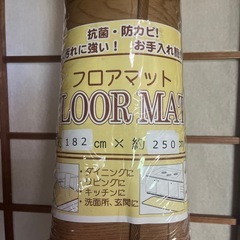 抗菌・防カビ!
汚れに強い! お手入れ簡
フロアマット
LOOR MAT
182 cm × 約 250 cm
・ダイニングに
・リビングに
・キッチンに
・洗面所、玄関に